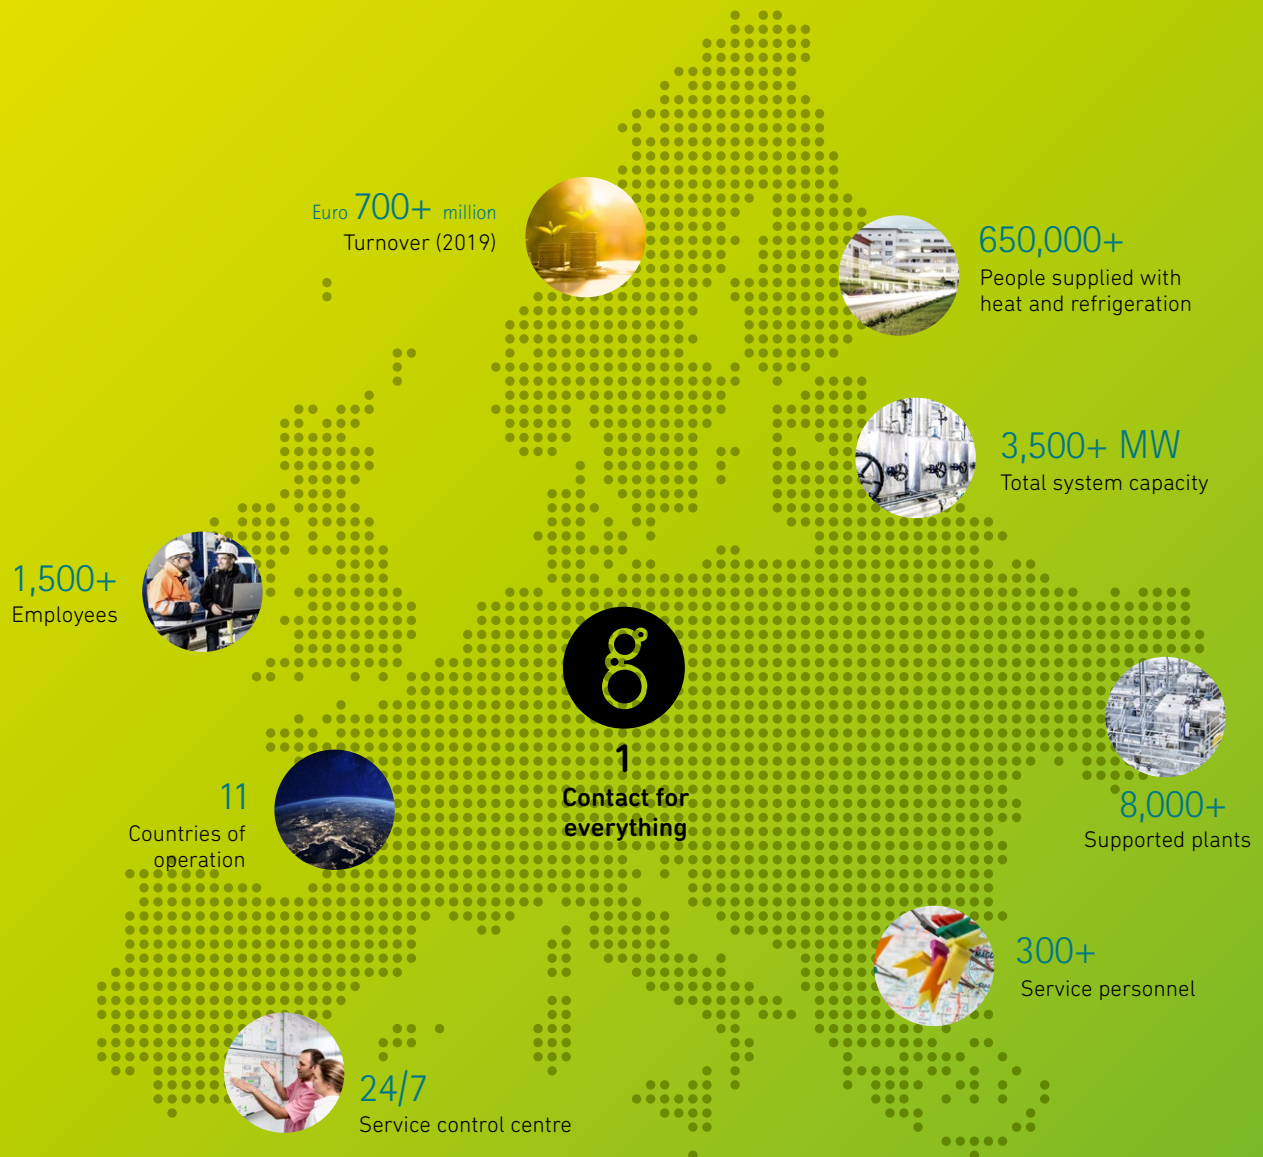 Euro 700+ million
Turnover (2019)
650,000+
People supplied with
heat and refrigeration
3,500+ MW
Total system capacity
1,500+
Employees
g
1
Contact for
everything
11
Countries of
operation
8,000+
Supported plants
300+
Service personnel
24/7
Service control centre